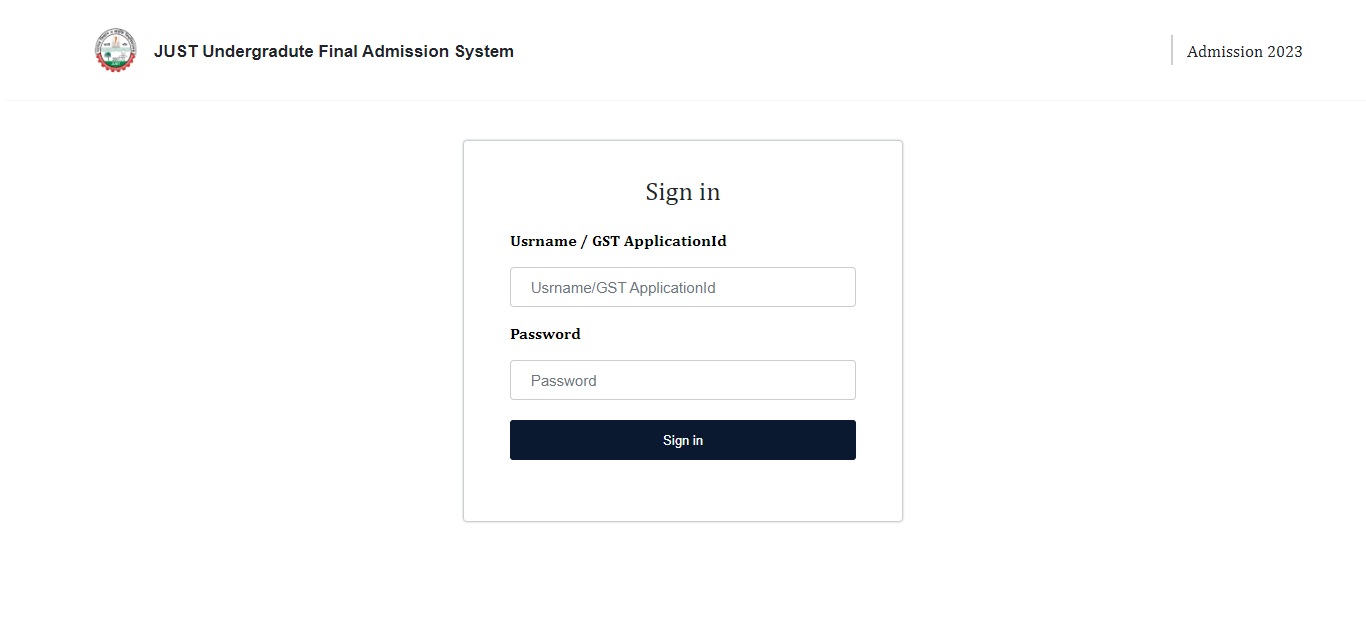 JUST Undergradute Final Admission System
Admission 2023
Sign in
Usrname / GST ApplicationId
Usrname/GST ApplicationId
Password
Password
Sign in